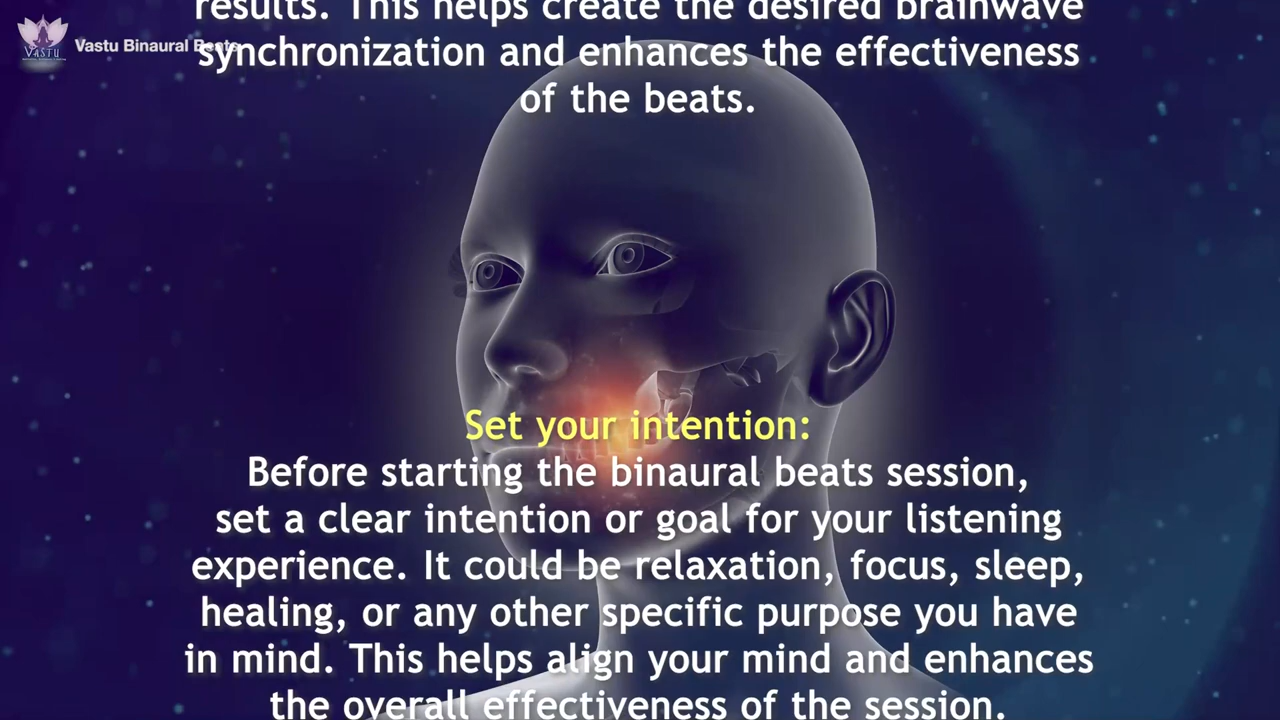 results. This helps create the desired brainwave
VASTU
Vastu Binaural Beats
synchronization and enhances the effectiveness
of the beats.
Set your intention:
Before starting the binaural beats session,
set a clear intention or goal for your listening
experience. It could be relaxation, focus, sleep,
healing, or any other specific purpose you have
in mind. This helps align your mind and enhances
the overall effectiveness of the session.